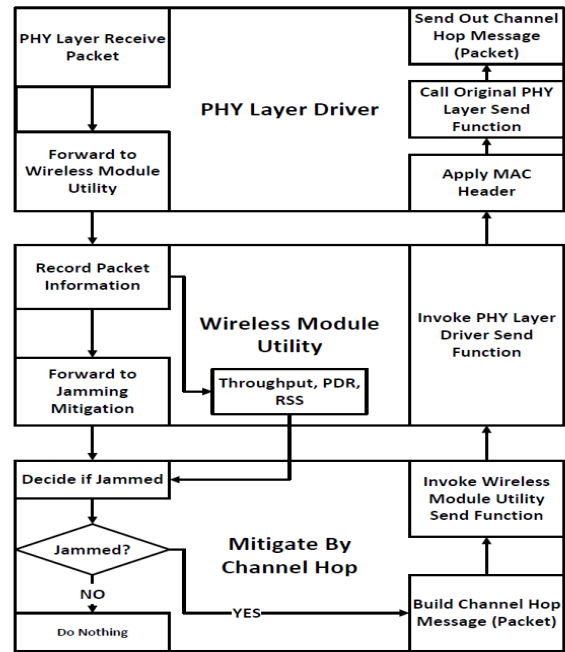 PHY Layer Receive
Packet
Forward to
Wireless Module
Utility
PHY Layer Driver
Send Out Channel
Hop Message
(Packet)
Call Original PHY
Layer Send
Function
Apply MAC
Header
Record Packet
Information
Forward to
Jamming
Mitigation
Wireless Module
Utility
Throughput, PDR,
RSS
Invoke PHY Layer
Driver Send
Function
Decide if Jammed
Jammed?
NO
Do Nothing
Mitigate By
Channel Hop
YES
Invoke Wireless
Module Utility
Send Function
Build Channel Hop
Message (Packet)